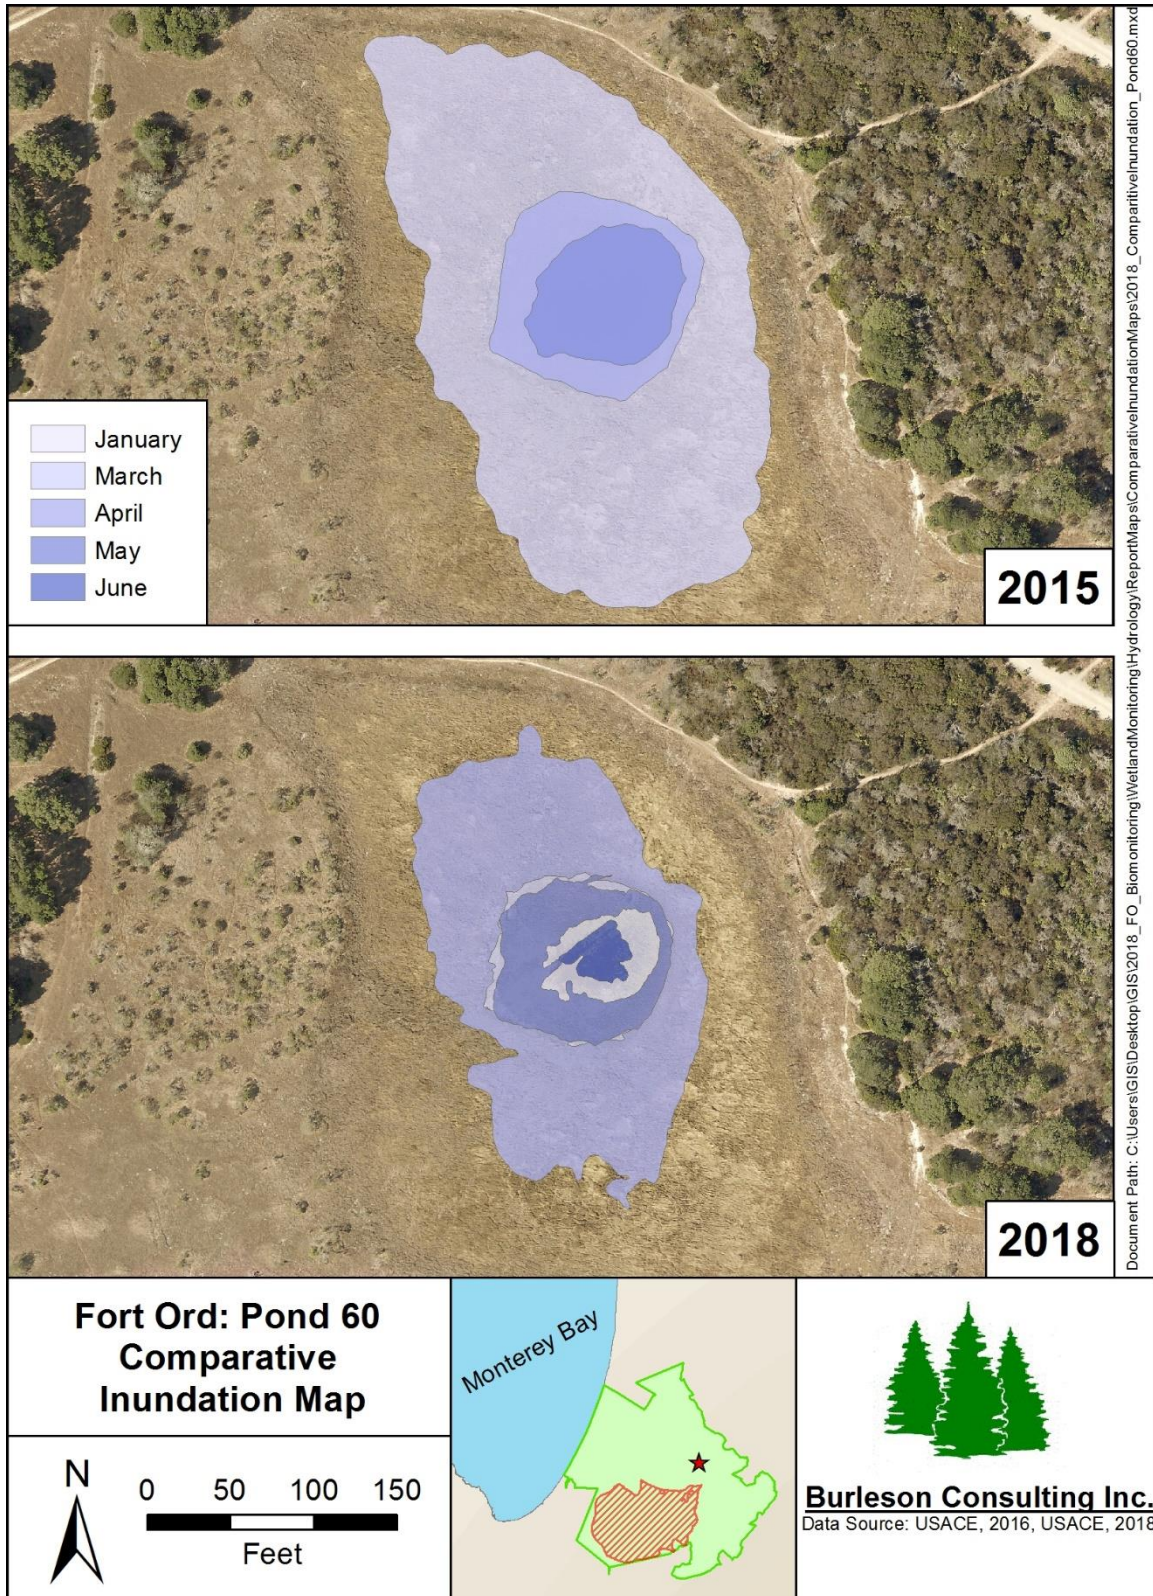 January
March
April
May
June
2015
2018
Document Path: C:\Users\GIS\Desktop\GIS\2018_FO_Biomonitoring\WetlandMonitoring\Hydrology\ReportMaps\ComparativeInundationMaps\2018_ComparitiveInundation_Pond60.mxd
Fort Ord: Pond 60
Comparative
Inundation Map
N
0 50 100 150
Feet
Monterey Bay
Burleson Consulting Inc.
Data Source: USACE, 2016, USACE, 2018